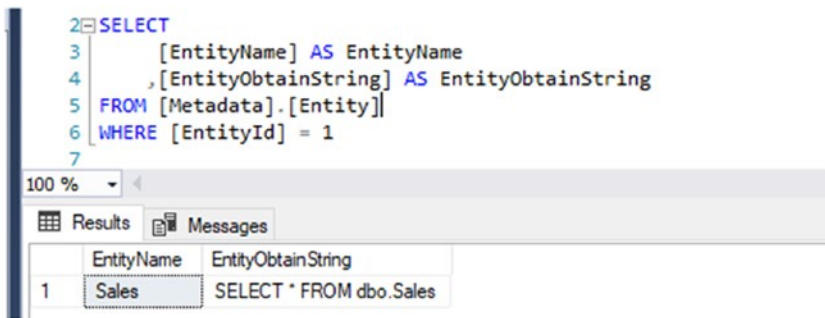 2 SELECT
3 [EntityName] AS EntityName
4 ,[EntityObtainString] AS EntityObtainString
5 FROM [Metadata].[Entity]
6 WHERE [EntityId] = 1
7
100 %
Results Messages
EntityName EntityObtainString
1 Sales SELECT * FROM dbo.Sales